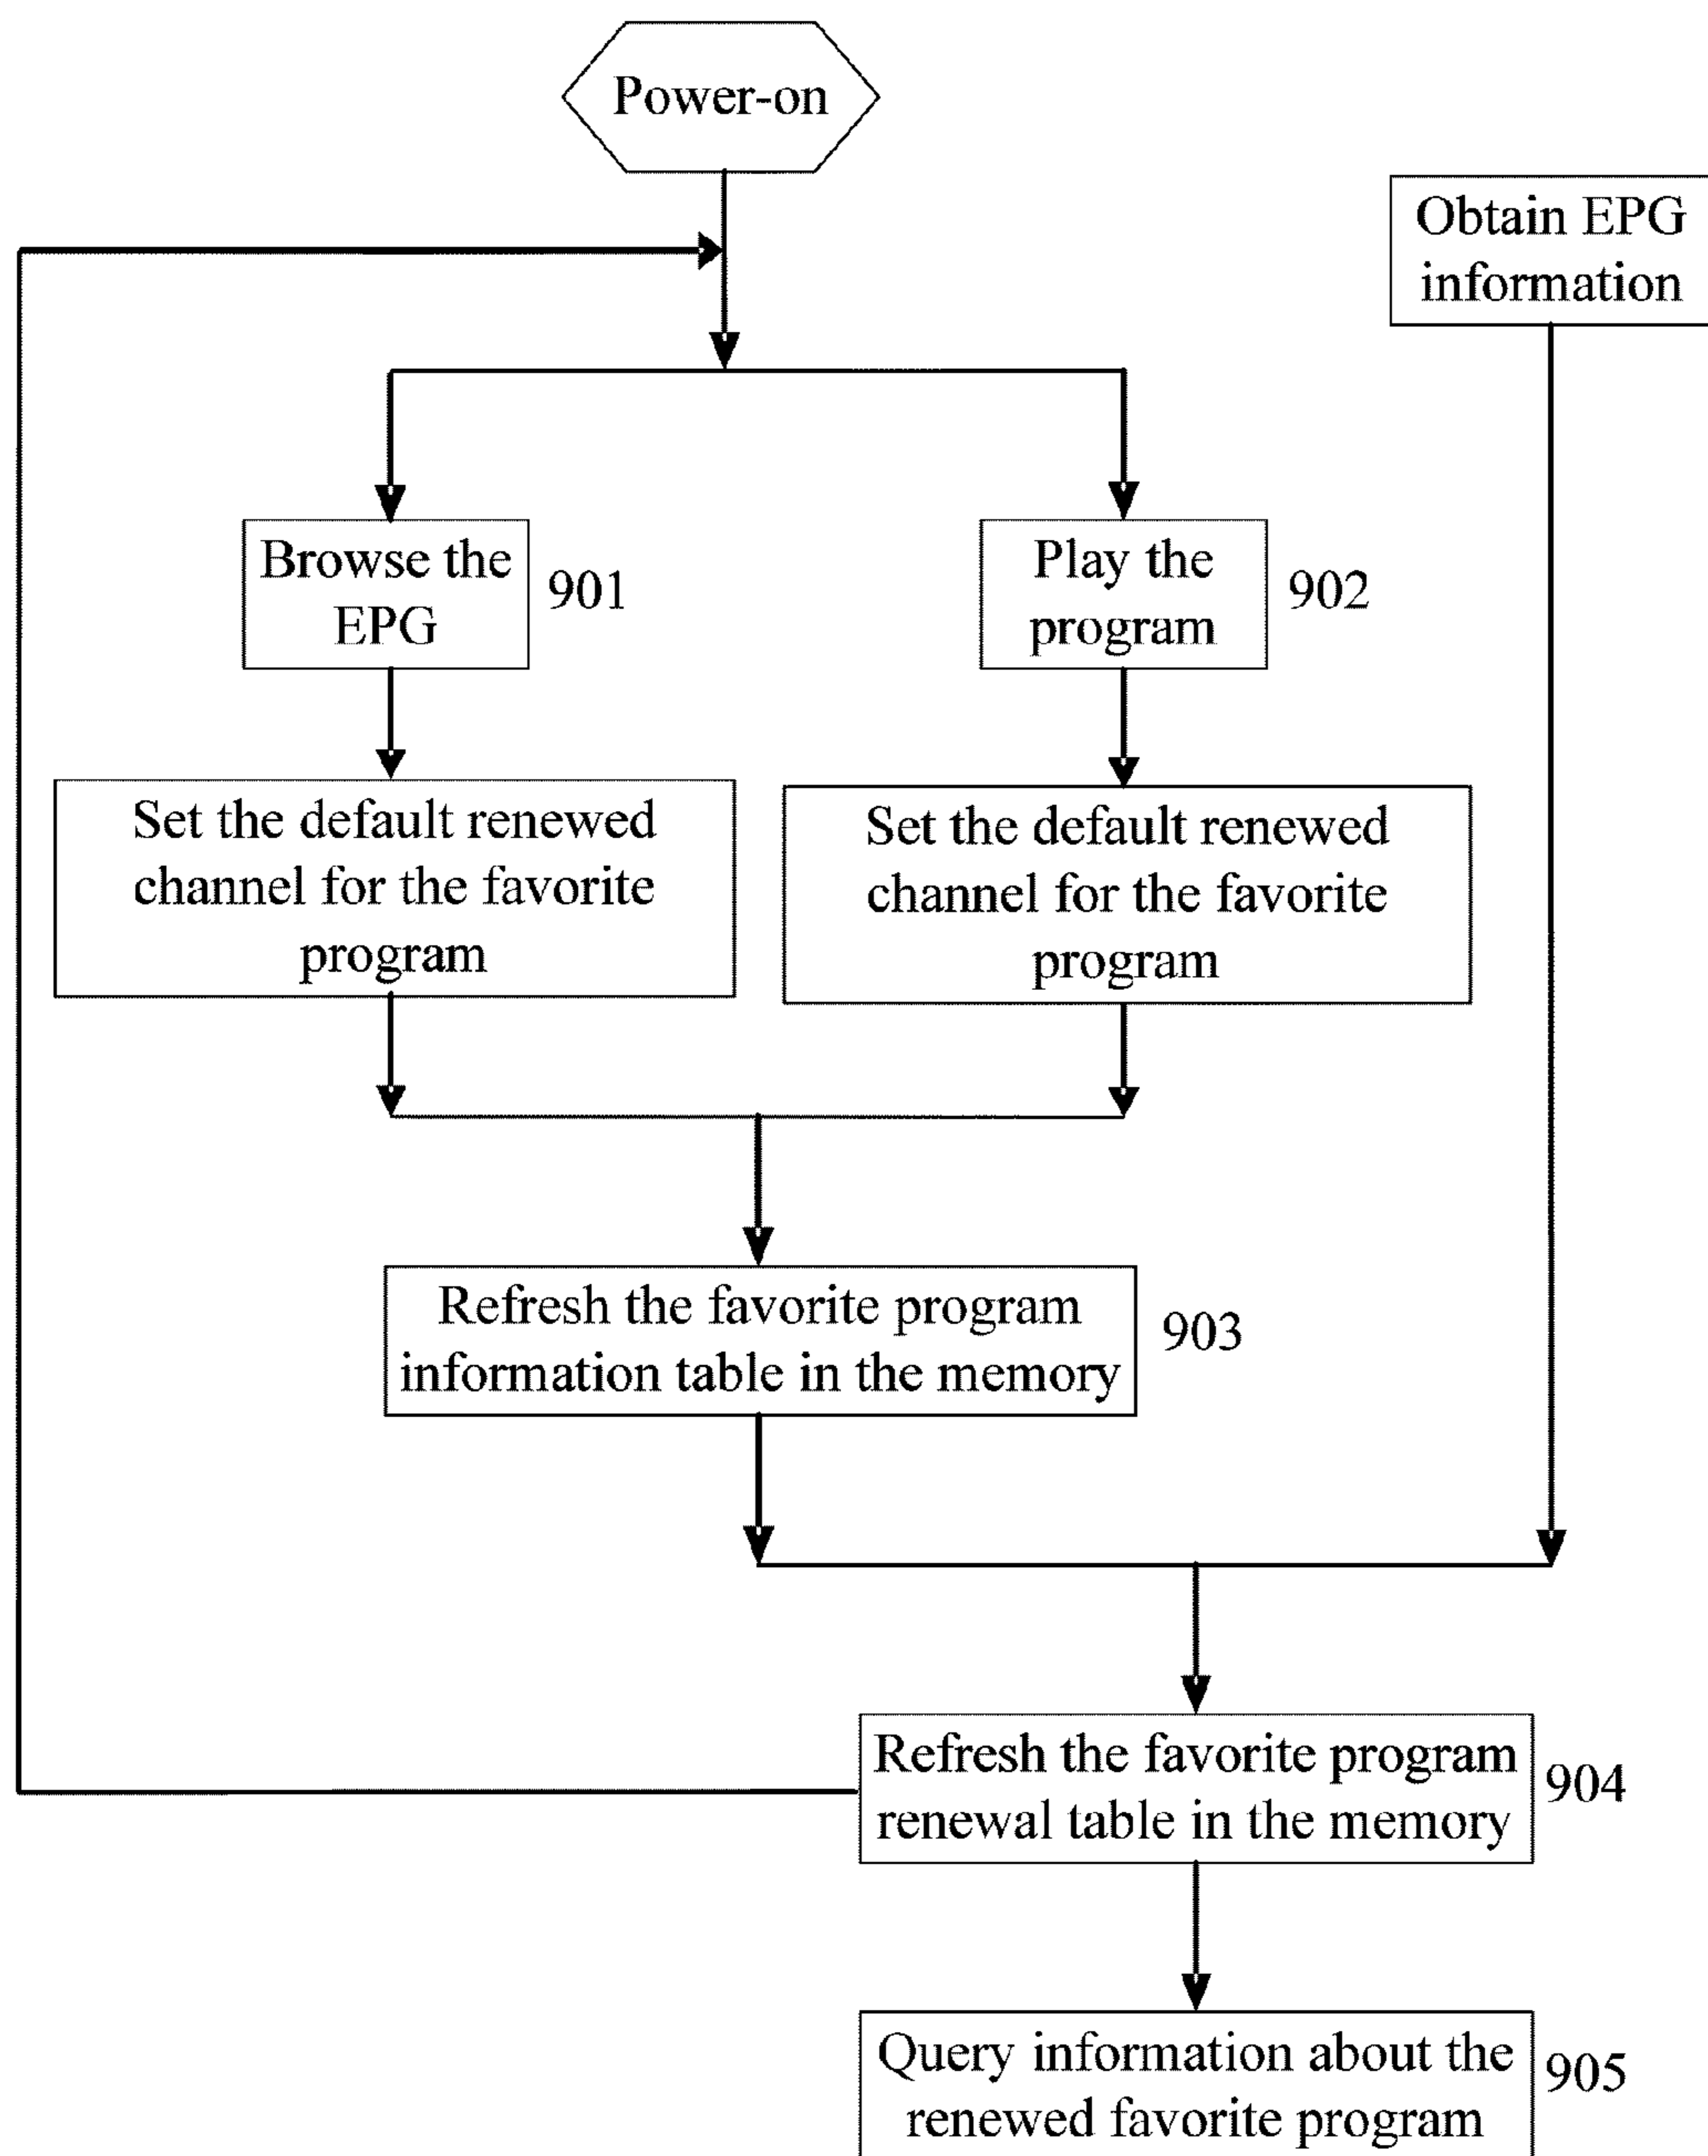 Power-on
Obtain EPG
information
Browse the
EPG
901
Play the
program
902
Set the default renewed
channel for the favorite
program
Set the default renewed
channel for the favorite
program
Refresh the favorite program
information table in the memory
903
Refresh the favorite program
renewal table in the memory
904
Query information about the
renewed favorite program
905